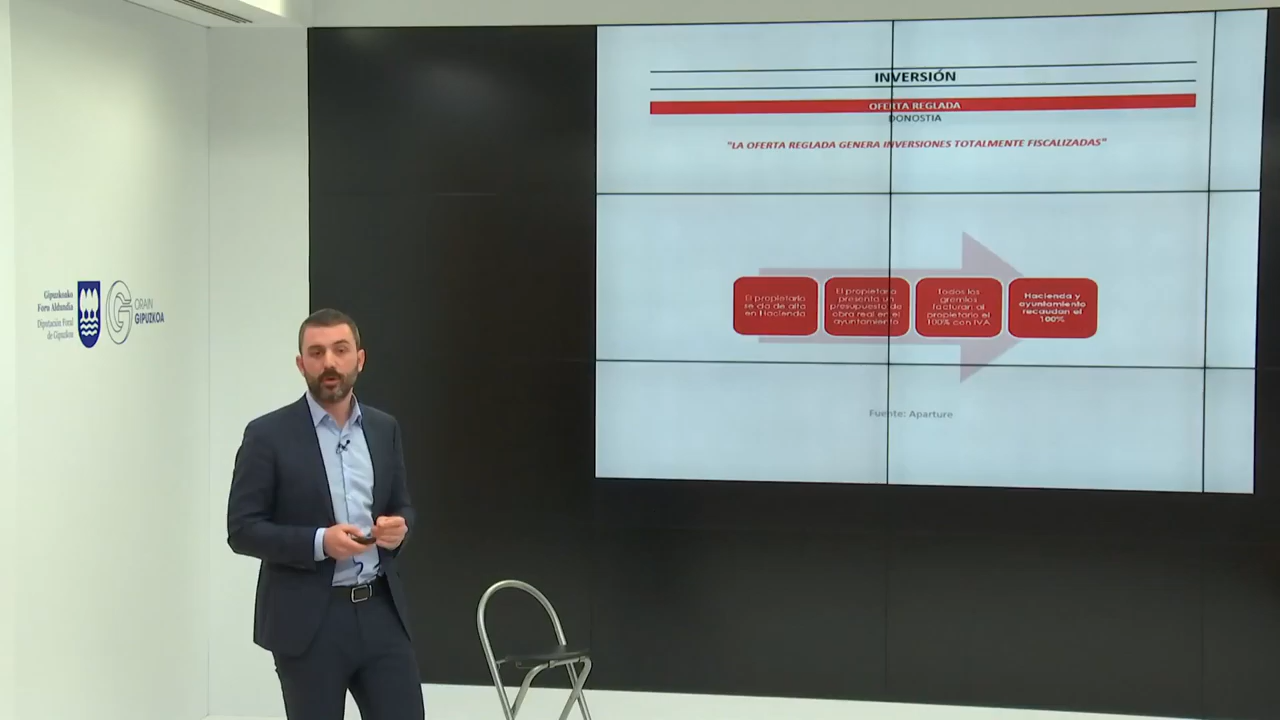 Gipuzkoako
Foru Aldundia
Diputación Foral
de Gipuzkoa
ORAIN
GIPUZKOA
INVERSIÓN
OFERTA REGLADA
DONOSTIA
"LA OFERTA REGLADA GENERA INVERSIONES TOTALMENTE FISCALIZADAS"
El propietario
se da de alta
en Hacienda
El propietario
presenta un
presupuesto de
obra real en el
ayuntamiento
Todos los
gremios
facturan al
propietario el
100% con IVA
Hacienda y
ayuntamiento
recaudan el
100%
Fuente: Aparture